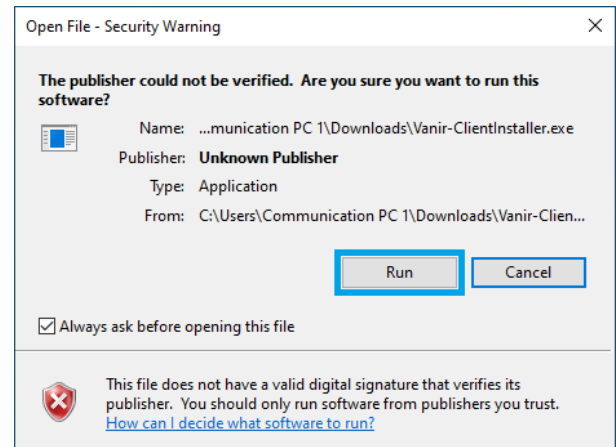 Open File - Security Warning
The publisher could not be verified. Are you sure you want to run this
software?
Name: ...munication PC 1\Downloads\Vanir-ClientInstaller.exe
Publisher: Unknown Publisher
Type: Application
From: C:\Users\Communication PC 1\Downloads\Vanir-Clien...
Run Cancel
Always ask before opening this file
This file does not have a valid digital signature that verifies its
publisher. You should only run software from publishers you trust.
How can I decide what software to run?